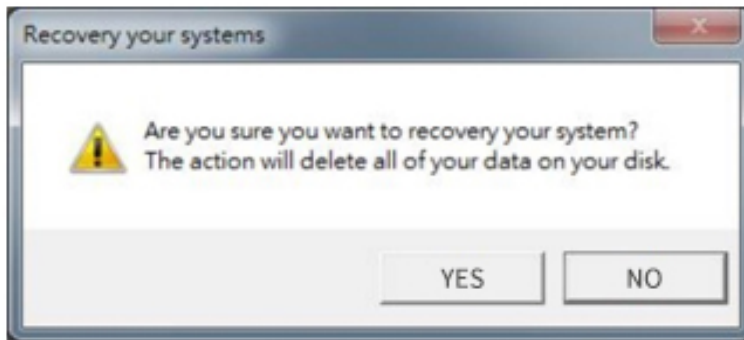 Recovery your systems
Are you sure you want to recovery your system?
The action will delete all of your data on your disk.
YES
NO